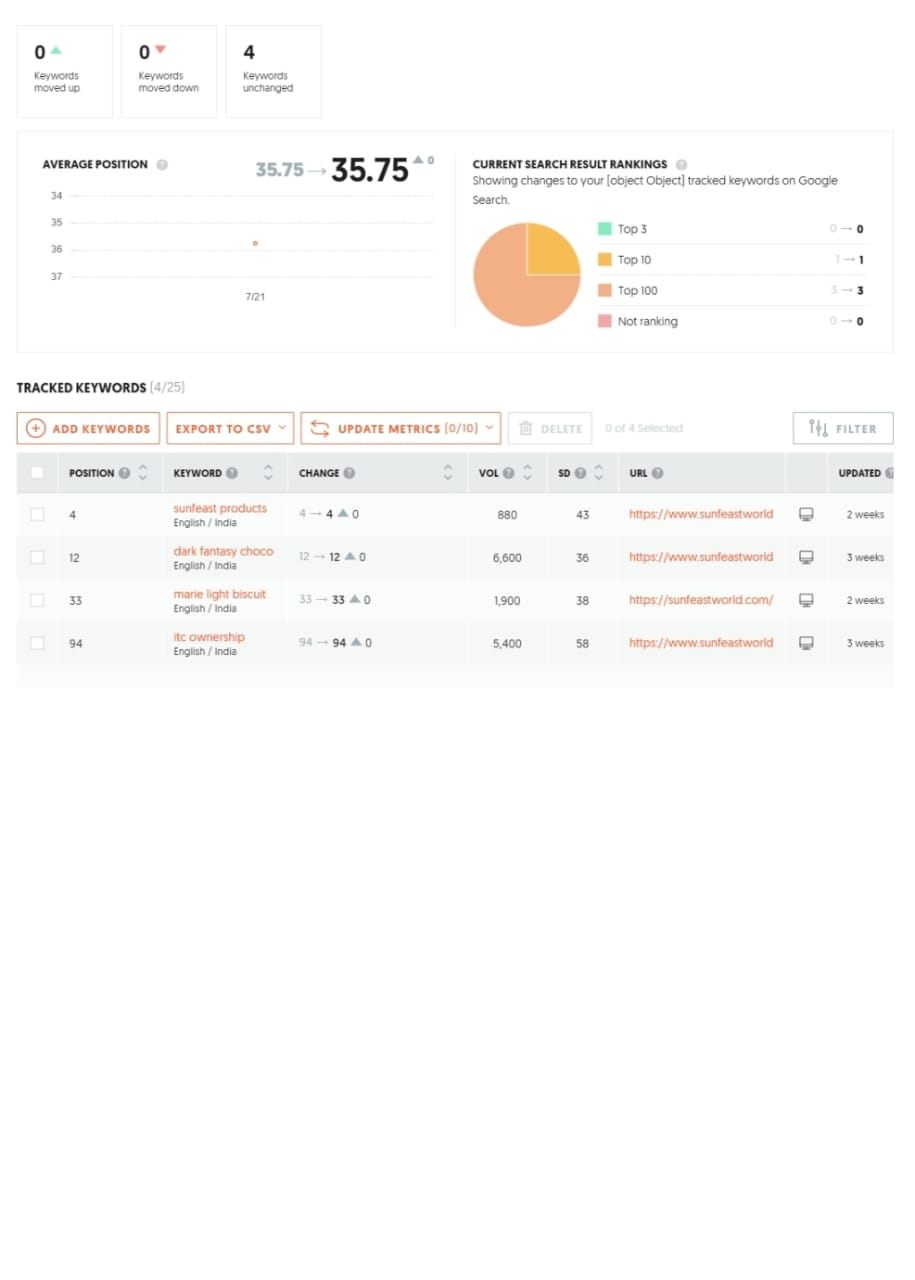 0
Keywords
moved up
0
Keywords
moved down
4
Keywords
unchanged
AVERAGE POSITION ?
35.75 → 35.75 ▲ 0
34
35
36
37
7/21
CURRENT SEARCH RESULT RANKINGS ?
Showing changes to your [object Object] tracked keywords on Google
Search.
Top 3 0 → 0
Top 10 1 → 1
Top 100 3 → 3
Not ranking 0 → 0
TRACKED KEYWORDS (4/25)
ADD KEYWORDS EXPORT TO CSV UPDATE METRICS (0/10) DELETE 0 of 4 Selected FILTER
POSITION ? KEYWORD ? CHANGE ? VOL ? SD ? URL ? UPDATED ?
4 sunfeast products 4 → 4 ▲ 0 880 43 https://www.sunfeastworld 2 weeks
English / India
12 dark fantasy choco 12 → 12 ▲ 0 6,600 36 https://www.sunfeastworld 3 weeks
English / India
33 marie light biscuit 33 → 33 ▲ 0 1,900 38 https://sunfeastworld.com/ 2 weeks
English / India
94 itc ownership 94 → 94 ▲ 0 5,400 58 https://www.sunfeastworld 3 weeks
English / India